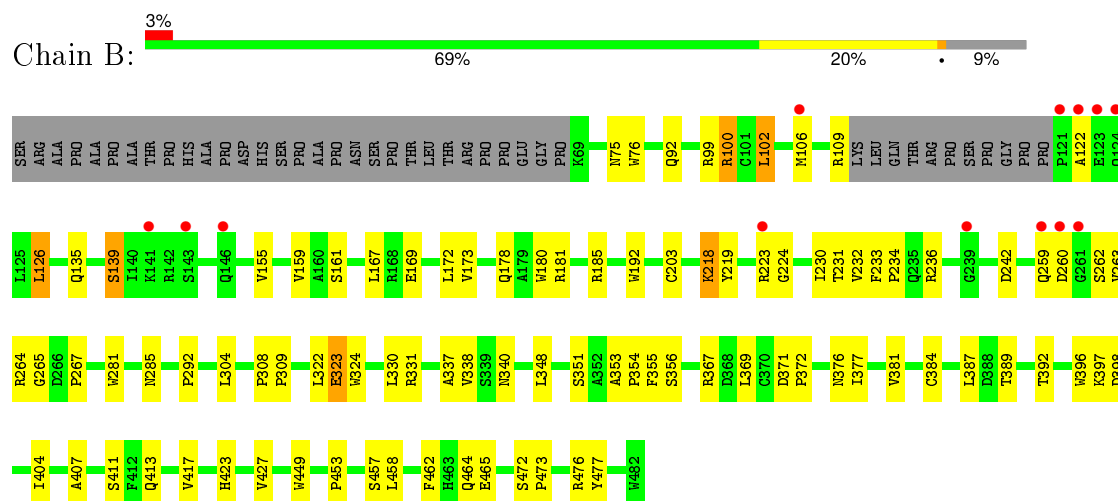 3%
Chain B:
69% 20% • 9%
SER ARG ALA PRO ALA PRO ALA THR PRO HIS ALA PRO ASP HIS SER PRO ALA PRO ASN SER PRO THR LEU THR ARG PRO PRO GLU GLY PRO K69 N75 W76 Q92 R99 R100 C101 L102 M106 R109 LYS LEU GLN THR ARG PRO SER PRO GLY PRO PRO P121 A122 E123 Q124
L125 L126 Q135 S139 I140 K141 R142 S143 Q146 V155 V159 A160 S161 L167 R168 E169 L172 V173 Q178 A179 W180 R181 R185 W192 C203 K218 Y219 R223 G224 I230 T231 V232 F233 P234 Q235 R236 G239 D242 Q259 D260 G261 S262 V263
R264 G265 D266 P267 W281 N285 P292 L304 P308 P309 L322 E323 W324 L330 R331 A337 V338 S339 N340 L348 S351 A352 A353 P354 F355 S356 R367 D368 L369 C370 D371 P372 N376 I377 V381 C384 L387 D388 T389 T392 W396 K397 D398
I404 A407 S411 F412 Q413 V417 H423 V427 W449 P453 S457 L458 F462 H463 Q464 E465 S472 P473 R476 Y477 W482